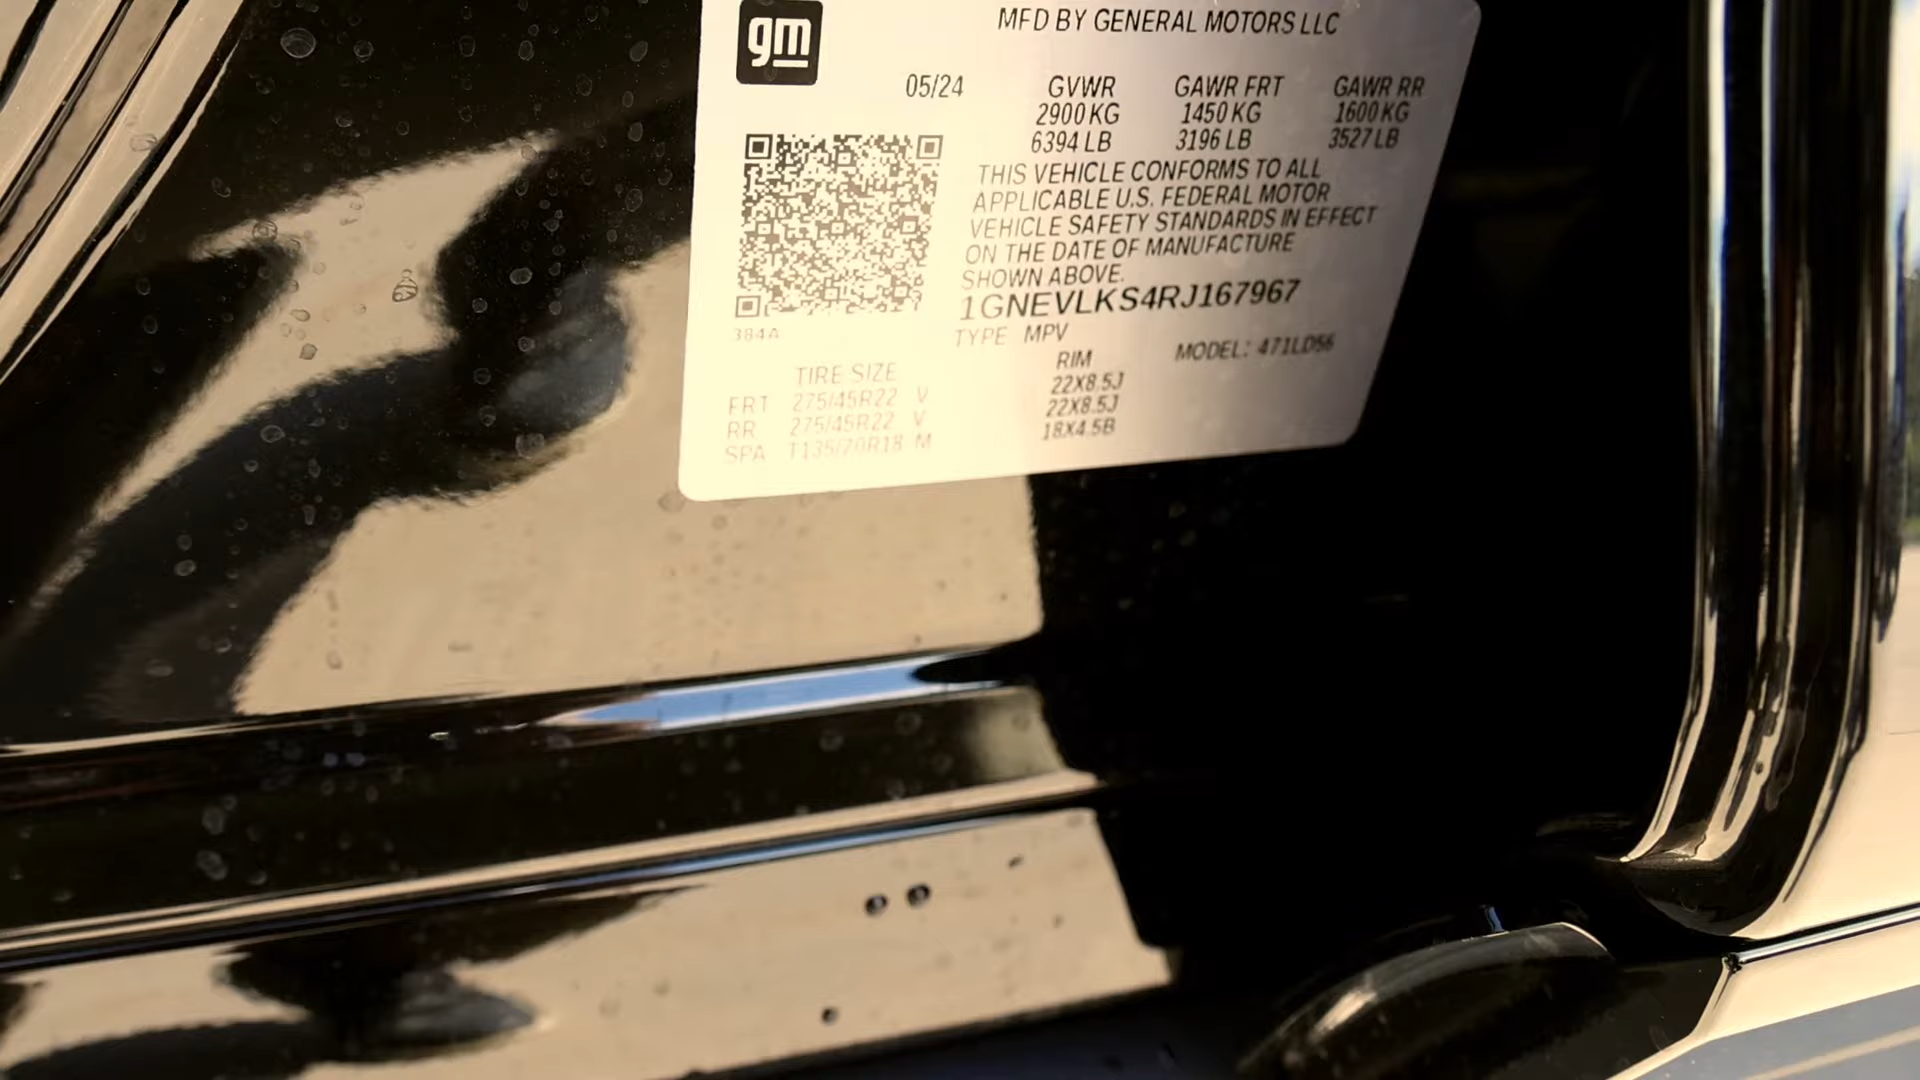 gm
MFD BY GENERAL MOTORS LLC
05/24 GVWR GAWR FRT GAWR RR
2900 KG 1450 KG 1600 KG
6394 LB 3196 LB 3527 LB
THIS VEHICLE CONFORMS TO ALL
APPLICABLE U.S. FEDERAL MOTOR
VEHICLE SAFETY STANDARDS IN EFFECT
ON THE DATE OF MANUFACTURE
SHOWN ABOVE.
1GNEVLKS4RJ167967
384A
TYPE MPV
MODEL: 471LD56
TIRE SIZE RIM
FRT 275/45R22 V 22X8.5J
RR 275/45R22 V 22X8.5J
SPA T135/70R18 M 18X4.5B